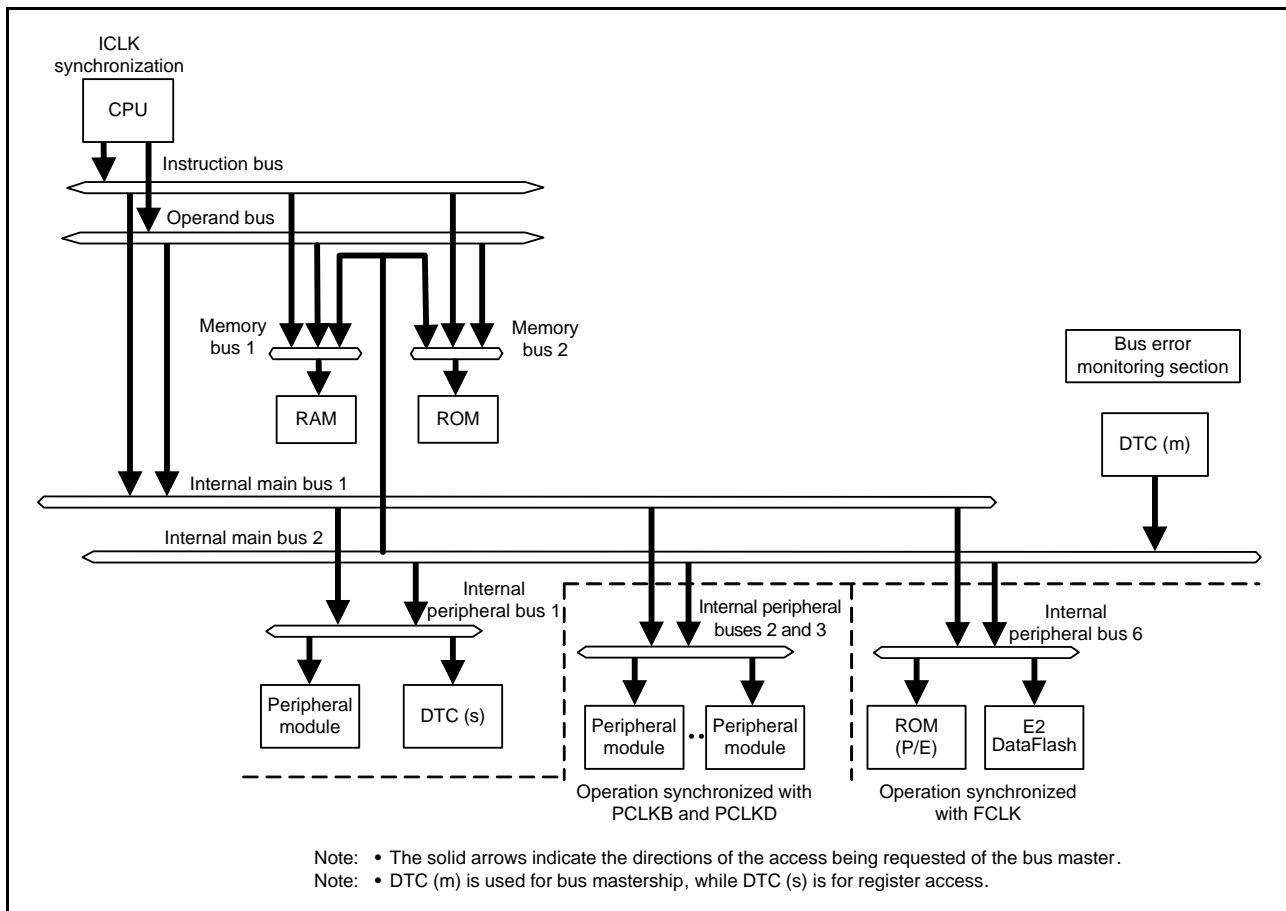 ICLK
synchronization
CPU
Instruction bus
Operand bus
Memory
bus 1
Memory
bus 2
Bus error
monitoring section
RAM
ROM
DTC (m)
Internal main bus 1
Internal main bus 2
Internal
peripheral bus 1
Internal peripheral
buses 2 and 3
Internal
peripheral bus 6
Peripheral
module
DTC (s)
Peripheral
module
Peripheral
module
ROM
(P/E)
E2
DataFlash
Operation synchronized with
PCLKB and PCLKD
Operation synchronized
with FCLK
Note: • The solid arrows indicate the directions of the access being requested of the bus master.
Note: • DTC (m) is used for bus mastership, while DTC (s) is for register access.